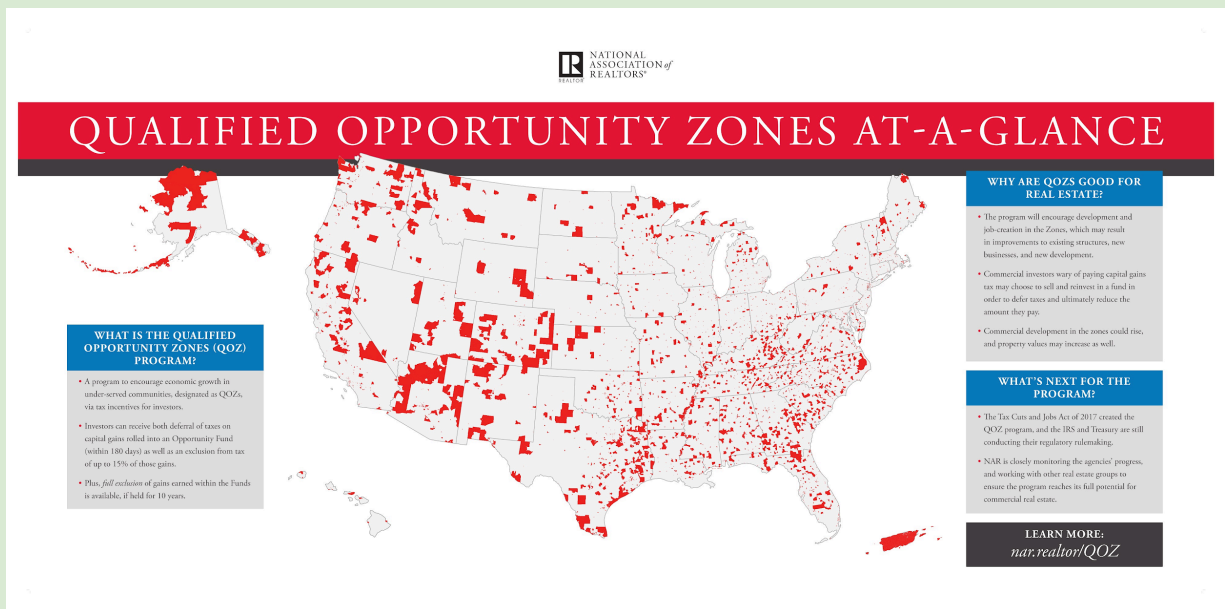 NATIONAL
ASSOCIATION of
REALTORS®
REALTOR®
QUALIFIED OPPORTUNITY ZONES AT-A-GLANCE
WHAT IS THE QUALIFIED
OPPORTUNITY ZONES (QOZ)
PROGRAM?
• A program to encourage economic growth in
under-served communities, designated as QOZs,
via tax incentives for investors.
• Investors can receive both deferral of taxes on
capital gains rolled into an Opportunity Fund
(within 180 days) as well as an exclusion from tax
of up to 15% of those gains.
• Plus, full exclusion of gains earned within the Funds
is available, if held for 10 years.
WHY ARE QOZS GOOD FOR
REAL ESTATE?
• The program will encourage development and
job-creation in the Zones, which may result
in improvements to existing structures, new
businesses, and new development.
• Commercial investors wary of paying capital gains
tax may choose to sell and reinvest in a fund in
order to defer taxes and ultimately reduce the
amount they pay.
• Commercial development in the zones could rise,
and property values may increase as well.
WHAT'S NEXT FOR THE
PROGRAM?
• The Tax Cuts and Jobs Act of 2017 created the
QOZ program, and the IRS and Treasury are still
conducting their regulatory rulemaking.
• NAR is closely monitoring the agencies' progress,
and working with other real estate groups to
ensure the program reaches its full potential for
commercial real estate.
LEARN MORE:
nar.realtor/QOZ